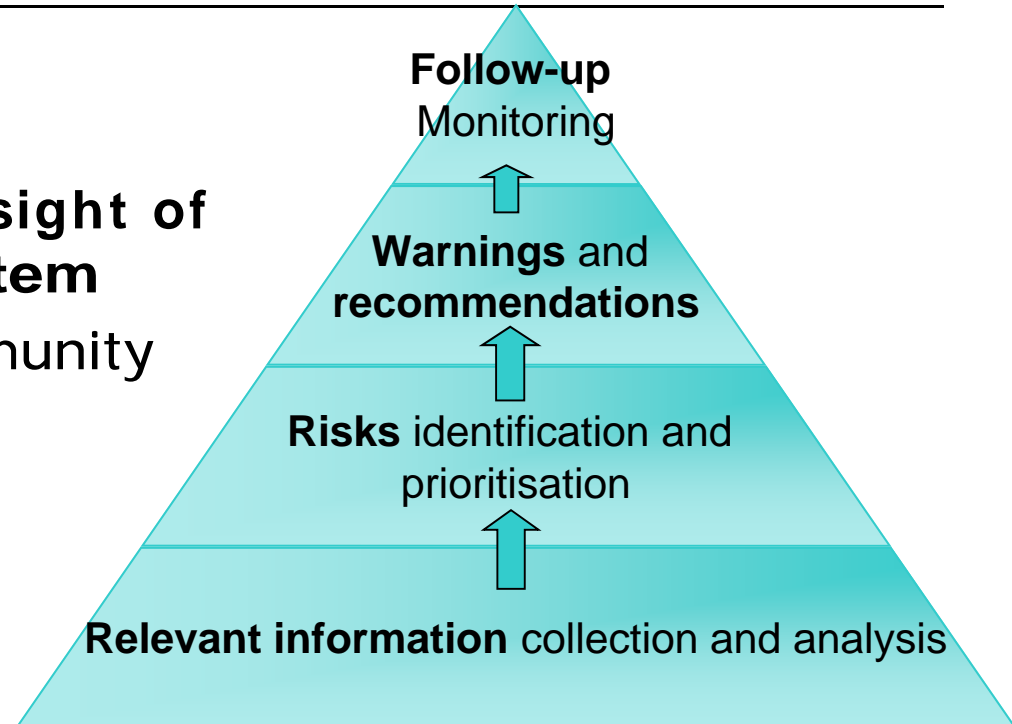 sight of
tem
nunity
Follow-up
Monitoring
Warnings and
recommendations
Risks identification and
prioritisation
Relevant information collection and analysis